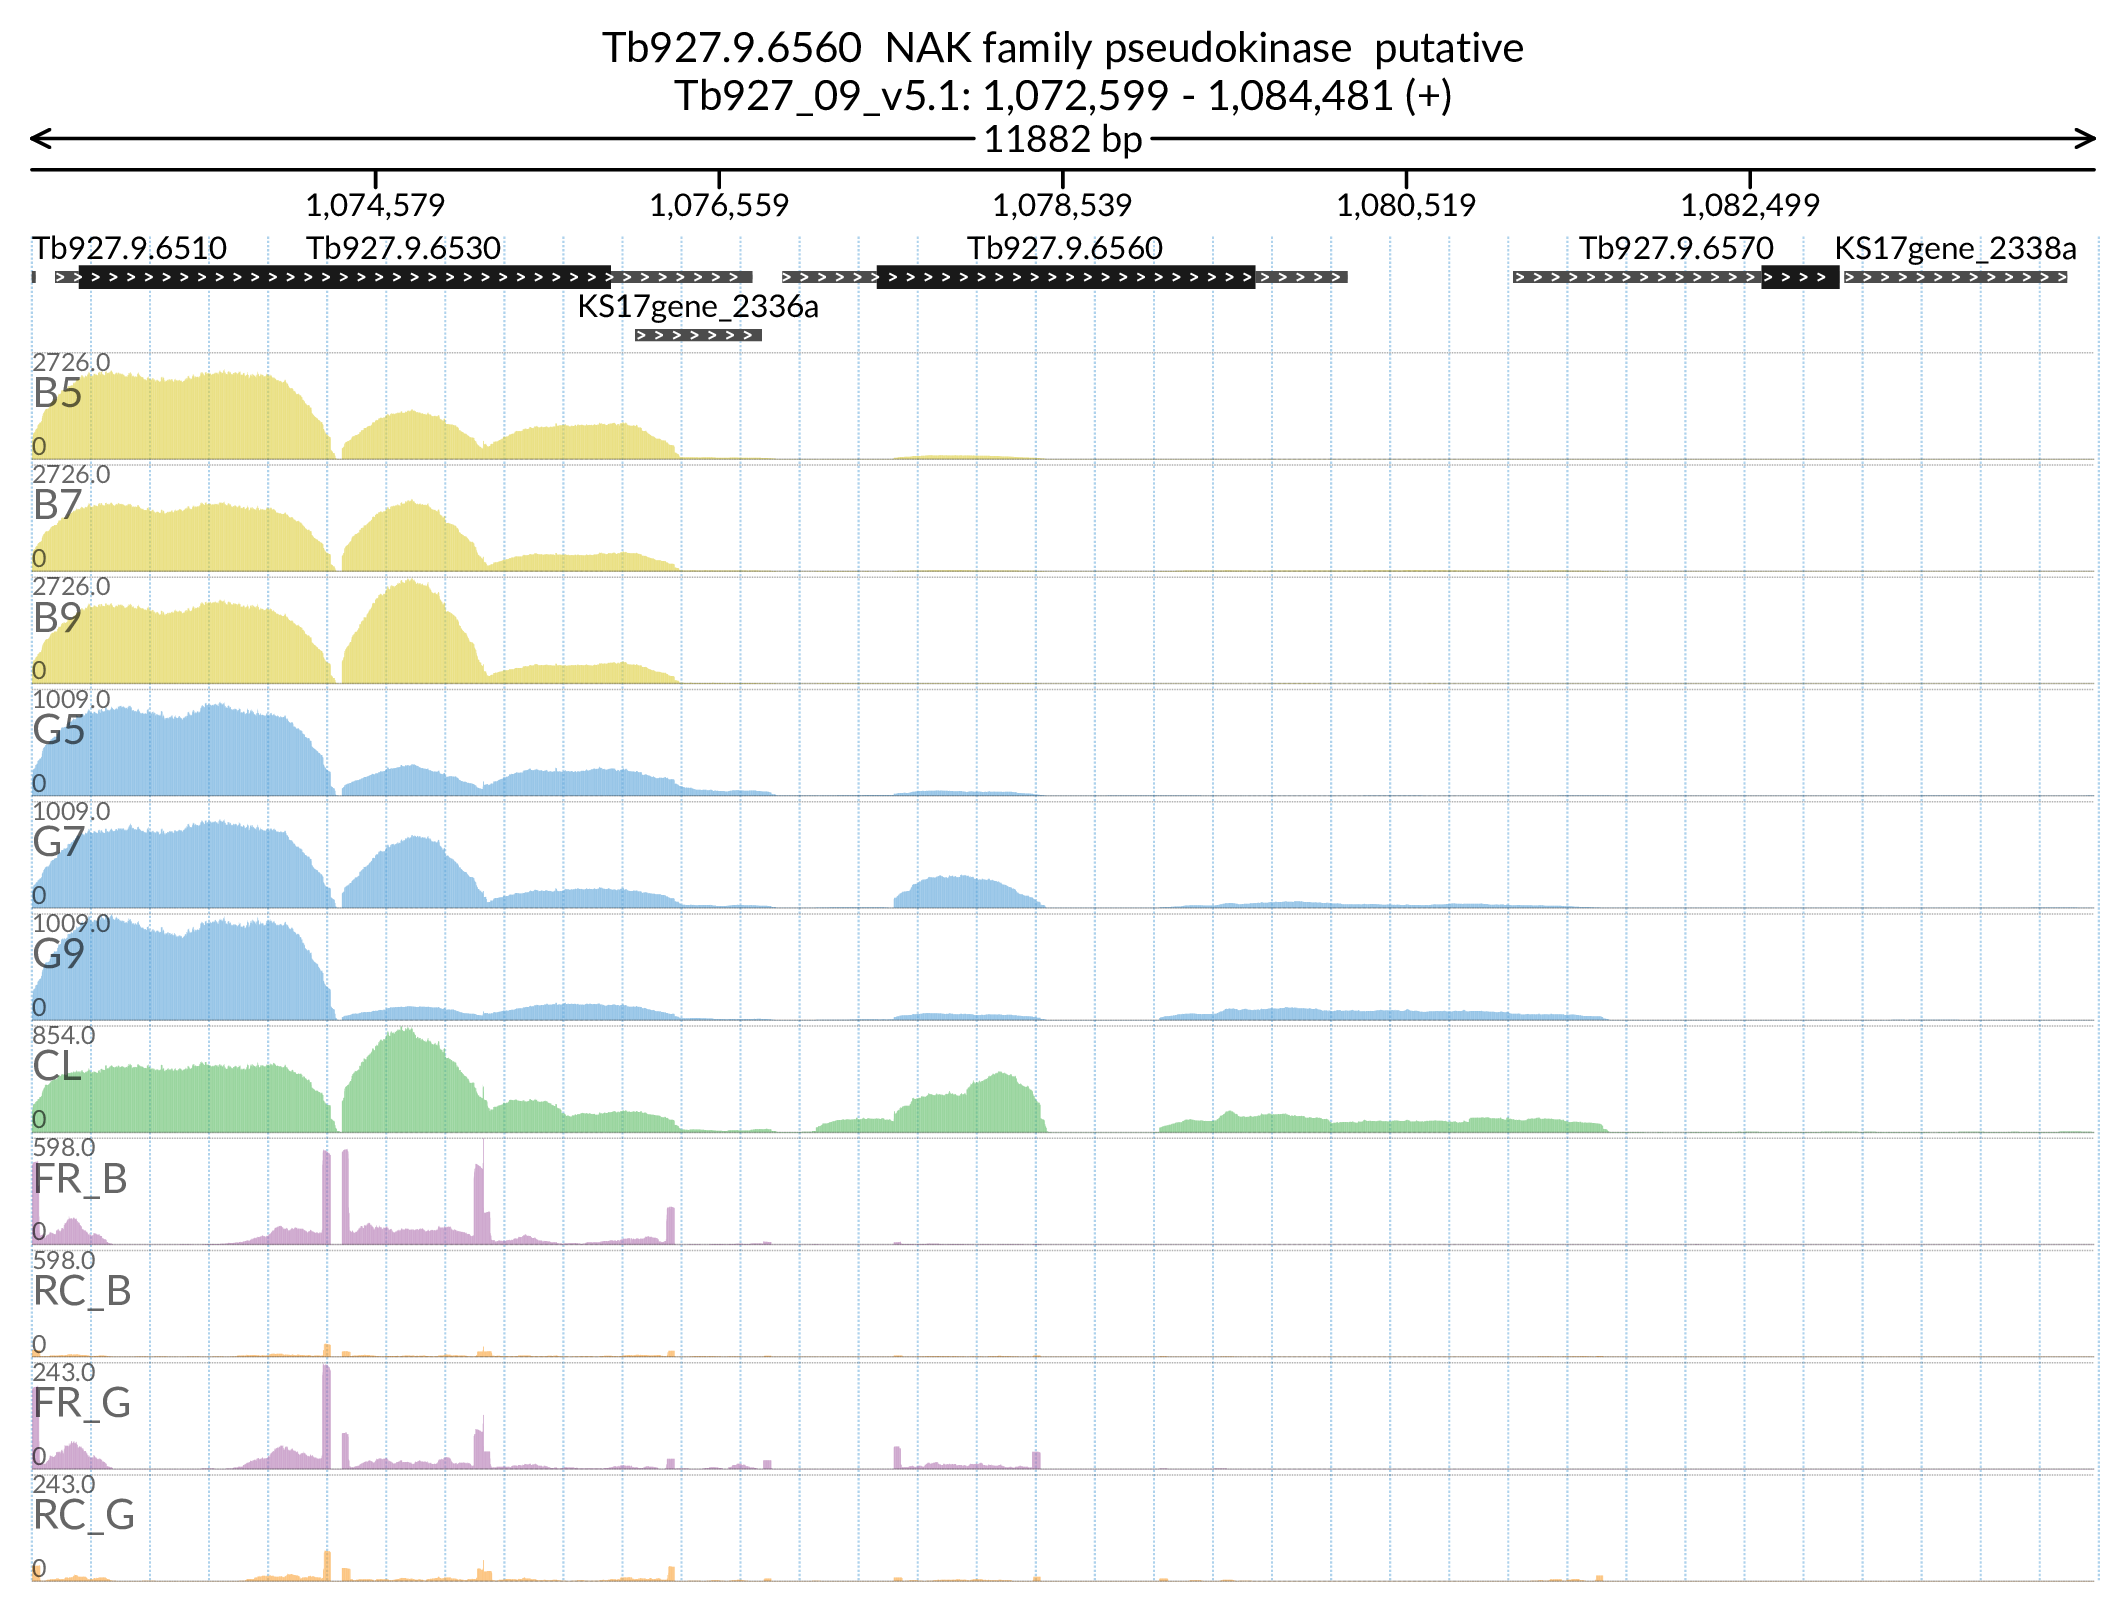 Tb927.9.6560  NAK family pseudokinase  putative
Tb927_09_v5.1: 1,072,599 - 1,084,481 (+)
11882 bp
1,074,579 1,076,559 1,078,539 1,080,519 1,082,499
Tb927.9.6510 Tb927.9.6530 Tb927.9.6560 Tb927.9.6570 KS17gene_2338a
KS17gene_2336a
2726.0
B5
0
2726.0
B7
0
2726.0
B9
0
1009.0
G5
0
1009.0
G7
0
1009.0
G9
0
854.0
CL
0
598.0
FR_B
0
598.0
RC_B
0
243.0
FR_G
0
243.0
RC_G
0